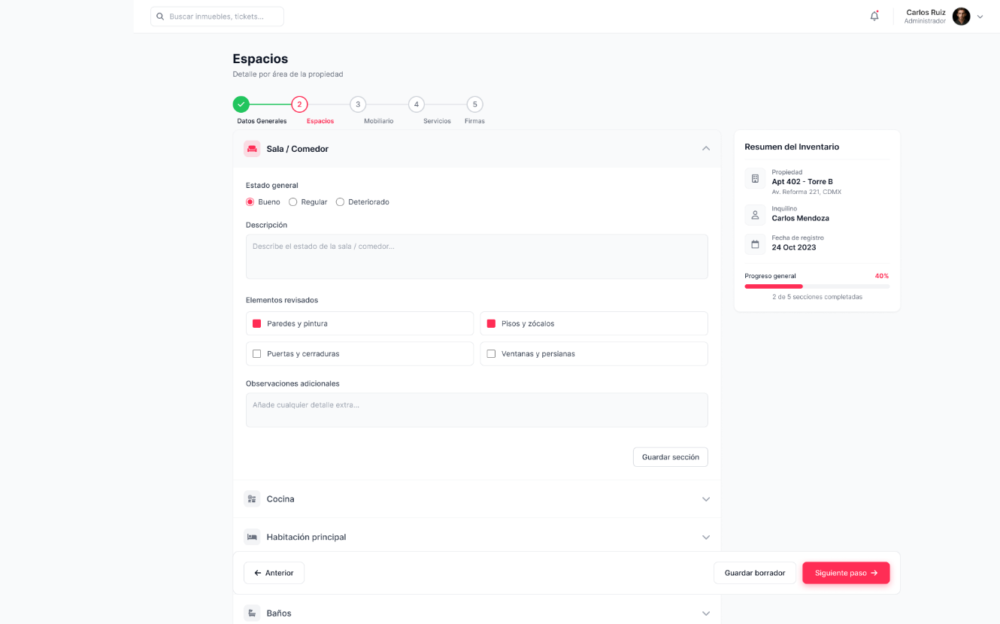 Buscar inmuebles, tickets...
Carlos Ruiz
Administrador
Espacios
Detalle por área de la propiedad
2
3
4
5
Datos Generales
Espacios
Mobiliario
Servicios
Firmas
Sala / Comedor
Estado general
Bueno
Regular
Deteriorado
Descripción
Describe el estado de la sala / comedor...
Elementos revisados
Paredes y pintura
Pisos y zócalos
Puertas y cerraduras
Ventanas y persianas
Observaciones adicionales
Añade cualquier detalle extra...
Guardar sección
Cocina
Habitación principal
Anterior
Guardar borrador
Siguiente paso
Baños
Resumen del Inventario
Propiedad
Apt 402 - Torre B
Av. Reforma 221, CDMX
Inquilino
Carlos Mendoza
Fecha de registro
24 Oct 2023
Progreso general
40%
2 de 5 secciones completadas